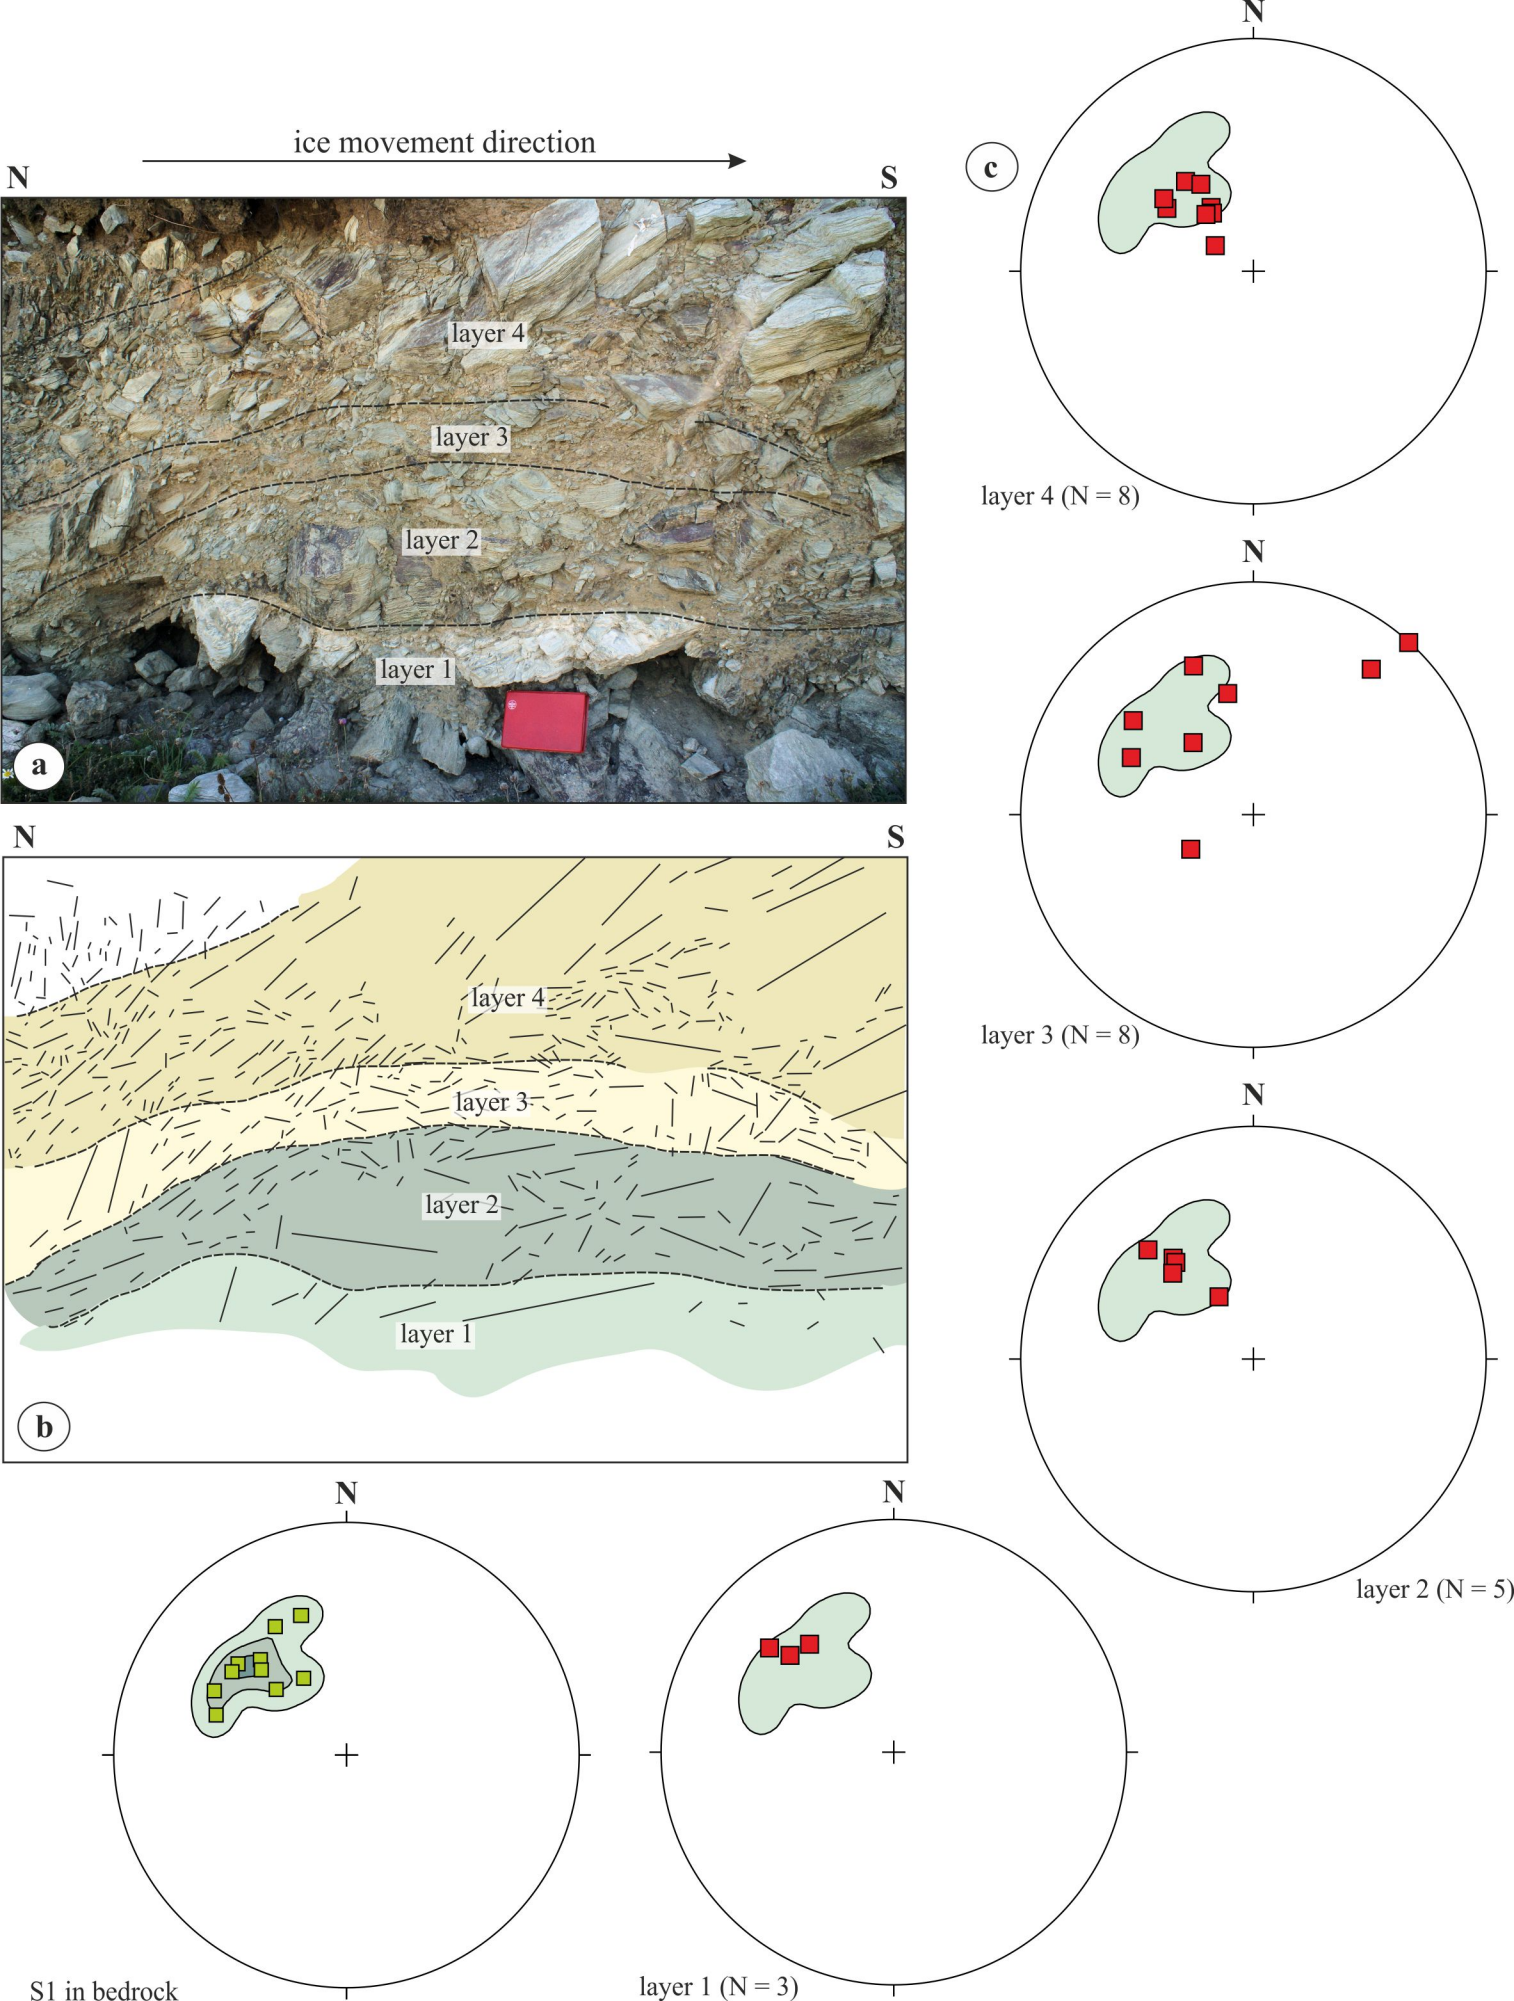 ice movement direction
N
S
layer 4
layer 3
layer 2
layer 1
a
N
S
layer 4
layer 3
layer 2
layer 1
b
c
N
layer 4 (N = 8)
N
layer 3 (N = 8)
N
layer 2 (N = 5)
N
S1 in bedrock
N
layer 1 (N = 3)